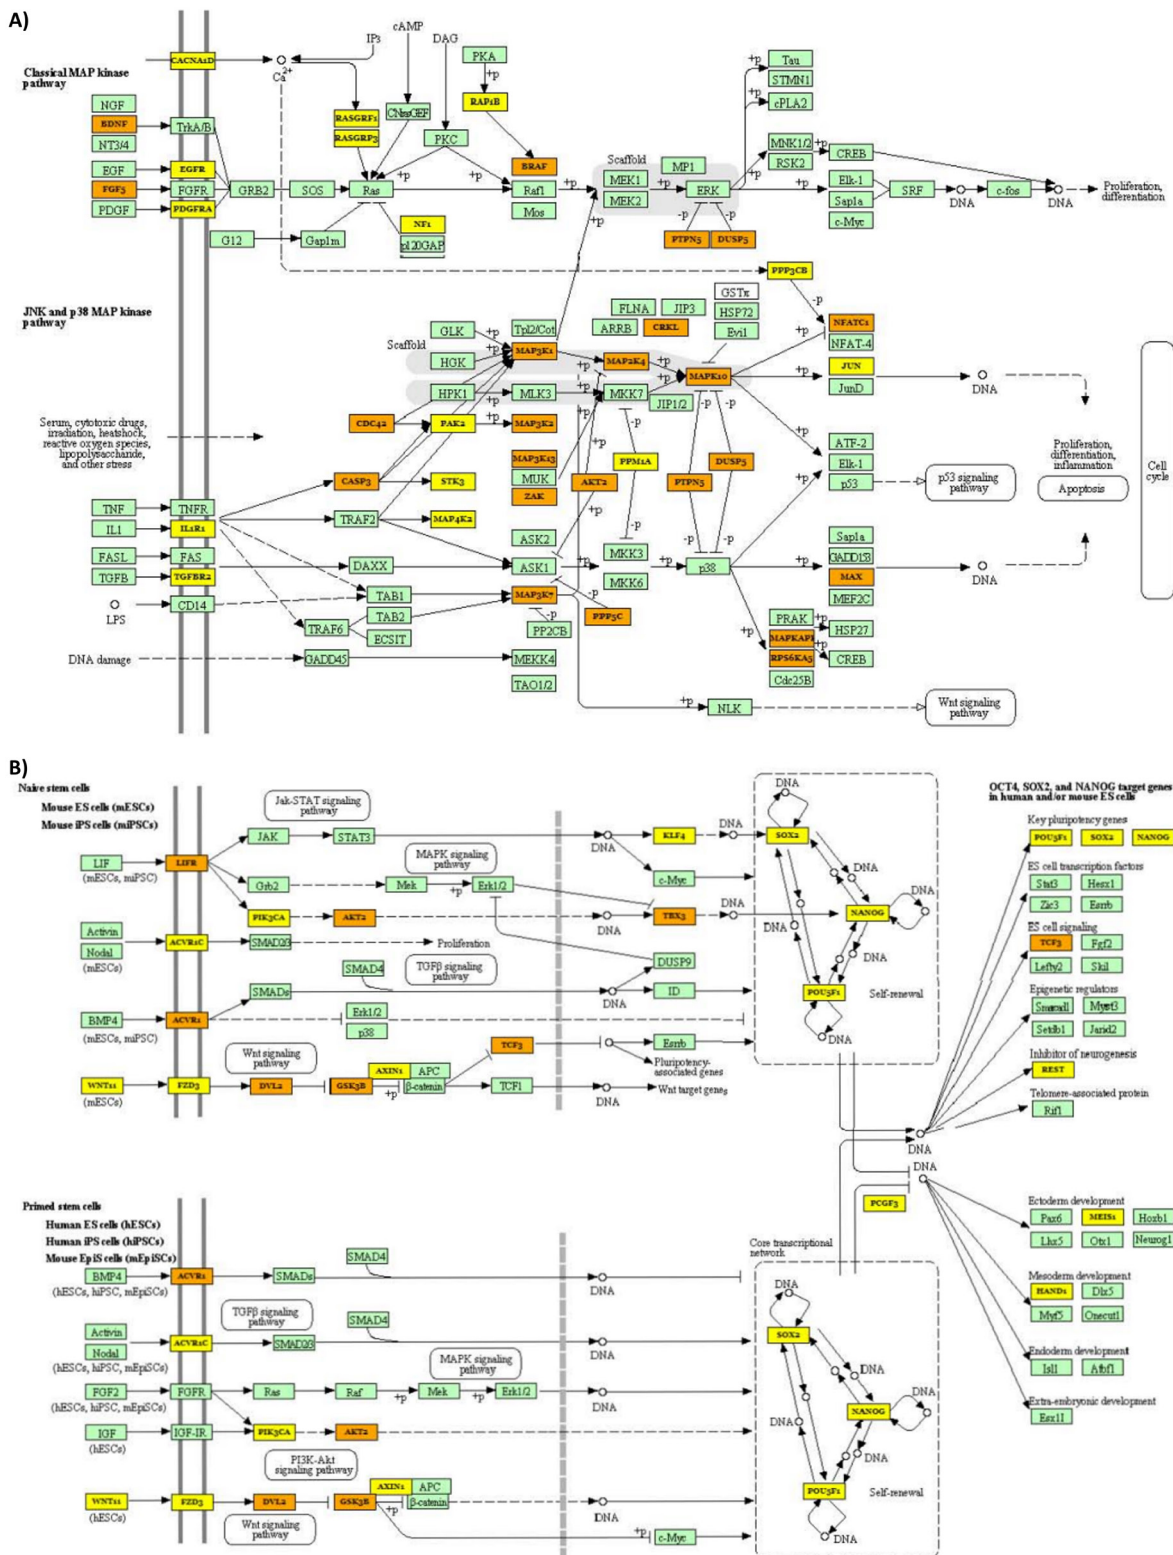 A)
Classical MAP kinase
pathway
CACNA1D
Ca2+
IP3
cAMP
DAG
NGF
BDNF
NT3/4
TrkA/B
EGF
EGFR
FGF5
FGFR
PDGF
PDGFRA
GRB2
SOS
Ras
G12
Gap1m
RASGRF1
RASGRP3
CNrasGEF
PKC
PKA
+p
RAP1B
NF1
p120GAP
BRAF
+p
+p
Raf1
Mos
+p
+p
Scaffold
MEK1
MEK2
MP1
+p
ERK
-p
-p
PTPN5
DUSP5
+p
+p
+p
+p
Tau
STMN1
cPLA2
MNK1/2
RSK2
CREB
Elk-1
Sap1a
c-Myc
SRF
DNA
c-fos
DNA
Proliferation,
differentiation
JNK and p38 MAP kinase
pathway
PPP3CB
-p
NFATC1
NFAT-4
GLK
HGK
HPK1
Scaffold
+p
+p
+p
Tpl2/Cot
MAP3K1
MLK3
+p
+p
FLNA
JIP3
ARRB
CRKL
GSTπ
HSP72
Evi1
MAP2K4
MKK7
JIP1/2
+p
+p
MAPK10
+p
+p
JUN
JunD
DNA
CDC42
PAK2
+p
MAP3K2
MAP3K13
MUK
ZAK
+p
AKT2
PPM1A
PTPN5
DUSP5
-p
-p
-p
-p
-p
+p
Serum, cytotoxic drugs,
irradiation, heatshock,
reactive oxygen species,
lipopolysaccharide,
and other stress
CASP3
STK3
MAP4K2
TRAF2
TNF
TNFR
IL1
IL1R1
FASL
FAS
TGFB
TGFBR2
LPS
CD14
DAXX
ASK2
ASK1
+p
MKK3
MKK6
+p
p38
ATF-2
Elk-1
p53
p53 signaling
pathway
Proliferation,
differentiation,
inflammation
Apoptosis
Cell
cycle
TAB1
TAB2
ECSIT
TRAF6
MAP3K7
-p
PP2CB
-p
PPP5C
Sap1a
GADD153
MAX
MEF2C
DNA
+p
+p
PRAK
+p
MAPKAPK
+p
RPS6KA5
Cdc25B
HSP27
CREB
DNA damage
GADD45
MEKK4
TAO1/2
+p
NLK
Wnt signaling
pathway
B)
Naive stem cells
Mouse ES cells (mESCs)
Mouse iPS cells (miPSCs)
Jak-STAT signaling
pathway
JAK
STAT3
LIF
LIFR
(mESCs, miPSC)
MAPK signaling
pathway
Grb2
Mek
+p
Erk1/2
PIK3CA
AKT2
DNA
KLF4
DNA
c-Myc
DNA
TBX3
DNA
Activin
Nodal
(mESCs)
ACVR1C
SMAD2/3
Proliferation
SMAD4
TGFβ signaling
pathway
DUSP9
SMADs
DNA
ID
BMP4
ACVR1
(mESCs, miPSC)
Erk1/2
p38
Wnt signaling
pathway
TCF3
Esrrb
Pluripotency-
associated genes
WNT11
(mESCs)
FZD3
DVL2
GSK3B
AXIN1
APC
β-catenin
+p
TCF1
DNA
Wnt target genes
DNA
SOX2
DNA
NANOG
DNA
DNA
DNA
POU5F1
DNA
Self-renewal
OCT4, SOX2, and NANOG target genes
in human and/or mouse ES cells
Key pluripotency genes
POU5F1
SOX2
NANOG
ES cell transcription factors
Stat3
Hesx1
Zic3
Esrrb
ES cell signaling
TCF3
Fgf2
Lefty2
Skil
Epigenetic regulators
Smarcad1
Myst3
Setdb1
Jarid2
Inhibitor of neurogenesis
REST
Telomere-associated protein
Rif1
DNA
DNA
PCGF3
Ectoderm development
Pax6
MEIS1
Hoxb1
Lhx5
Otx1
Neurog1
Mesoderm development
HAND1
Dlx5
Myf5
Onecut1
Endoderm development
Isl1
Atbf1
Extra-embryonic development
Esx1l
Primed stem cells
Human ES cells (hESCs)
Human iPS cells (hiPSCs)
Mouse EpiS cells (mEpiSCs)
BMP4
ACVR1
(hESCs, hiPSC, mEpiSCs)
SMADs
SMAD4
DNA
Core transcriptional
network
TGFβ signaling
pathway
Activin
Nodal
(hESCs, hiPSC, mEpiSCs)
ACVR1C
SMAD2/3
SMAD4
DNA
MAPK signaling
pathway
FGF2
FGFR
(hESCs, hiPSC, mEpiSCs)
Ras
Raf
+p
Mek
+p
Erk1/2
DNA
IGF
IGF-IR
(hESCs)
PIK3CA
AKT2
PI3K-Akt
signaling pathway
WNT11
(hESCs)
FZD3
DVL2
GSK3B
AXIN1
APC
β-catenin
+p
DNA
Wnt signaling
pathway
+p
c-Myc
DNA
SOX2
DNA
NANOG
DNA
DNA
DNA
POU5F1
DNA
Self-renewal